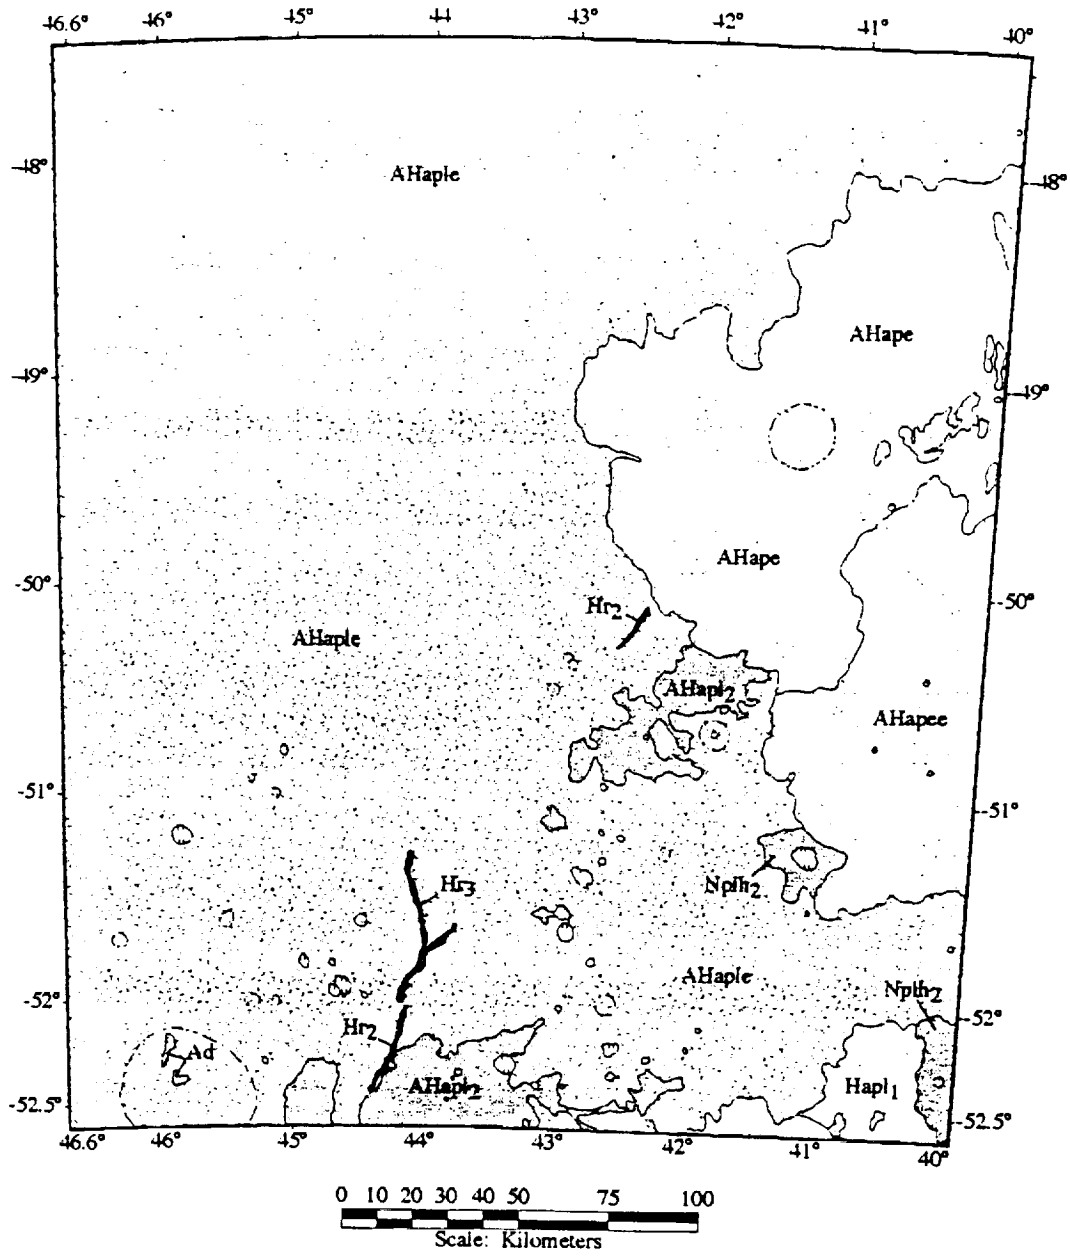 46.6° 46° 45° 44 43° 42° 41° 40°
-48° AHaple -48°
AHape
-49° -49°
AHape
-50° Hr2 -50°
AHaple
AHapl2
AHapee
-51° -51°
Hr3 Nplh2
AHaple
-52° Nplh2
Hr2 -52°
Ad
AHapl2 Hapl1
-52.5° -52.5°
46.6° 46° 45° 44° 43° 42° 41° 40°
0 10 20 30 40 50 75 100
Scale: Kilometers